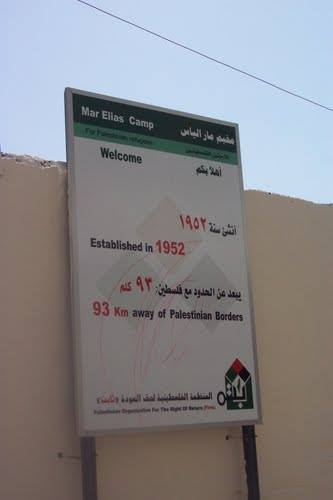 Mar Elias Camp
مخيم مار الياس
For Palestinian refugees
للاجئين الفلسطينيين
Welcome
أهلا بكم
أنشئ سنة ١٩٥٢
Established in 1952
يبعد عن الحدود مع فلسطين: ٩٣ كلم
93 Km away of Palestinian Borders
المنظمة الفلسطينية لحق العودة (ثابت)
Palestinian Organization For The Right Of Return